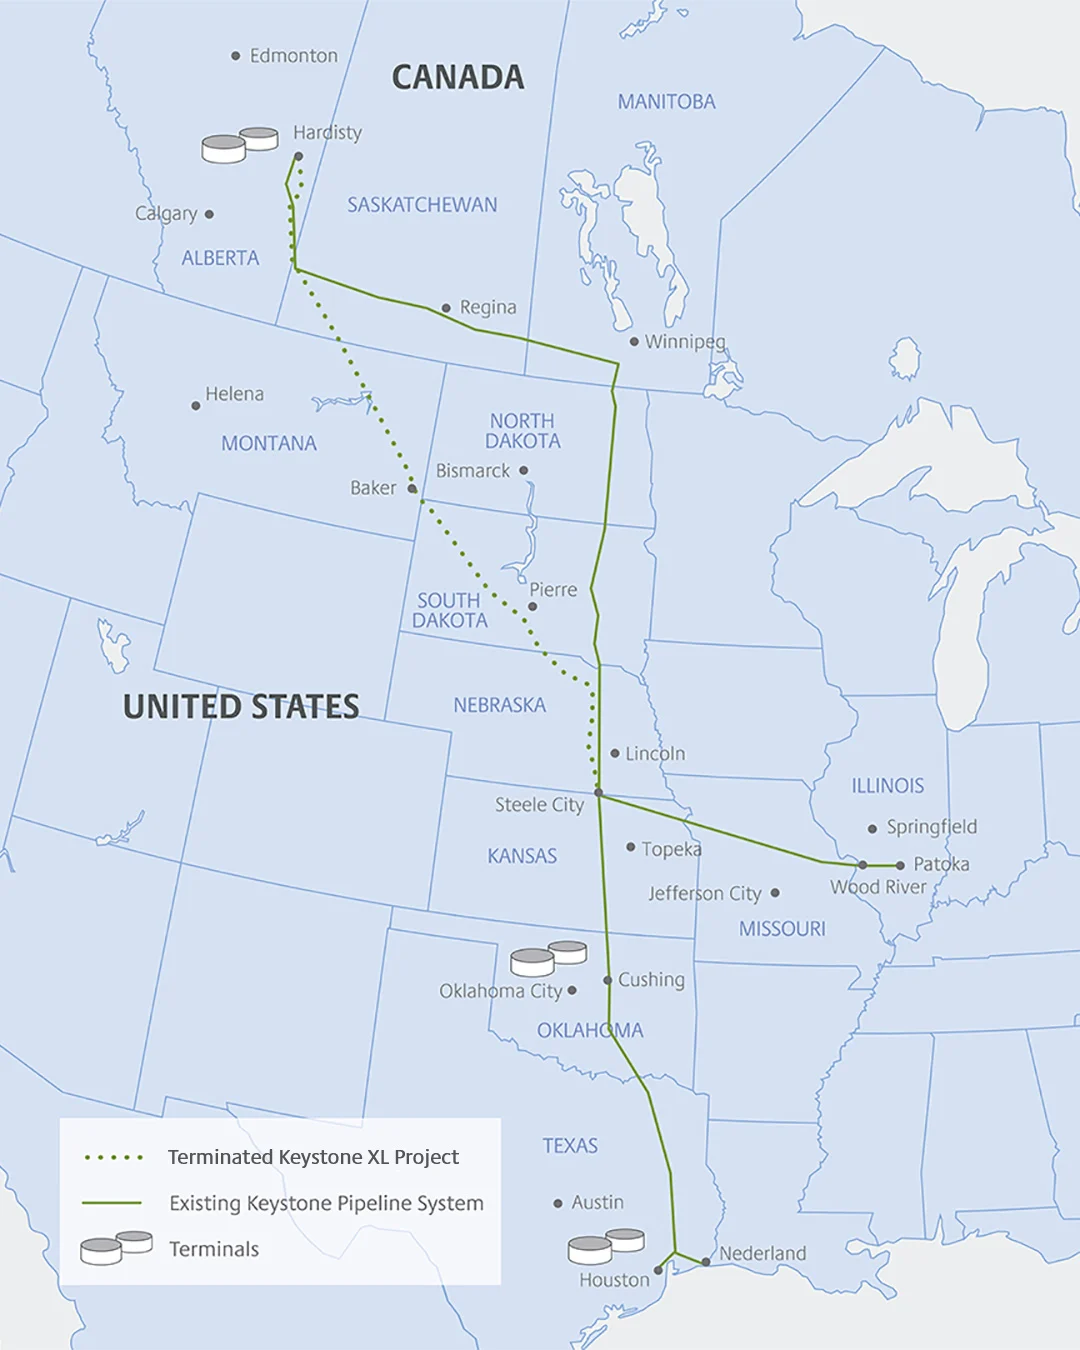 Edmonton
CANADA
MANITOBA
Hardisty
SASKATCHEWAN
Calgary
ALBERTA
Regina
Winnipeg
Helena
NORTH
DAKOTA
MONTANA
Bismarck
Baker
Pierre
SOUTH
DAKOTA
UNITED STATES
NEBRASKA
Lincoln
ILLINOIS
Steele City
Springfield
Topeka
KANSAS
Patoka
Wood River
Jefferson City
MISSOURI
Cushing
Oklahoma City
OKLAHOMA
TEXAS
Terminated Keystone XL Project
Existing Keystone Pipeline System
Austin
Terminals
Nederland
Houston